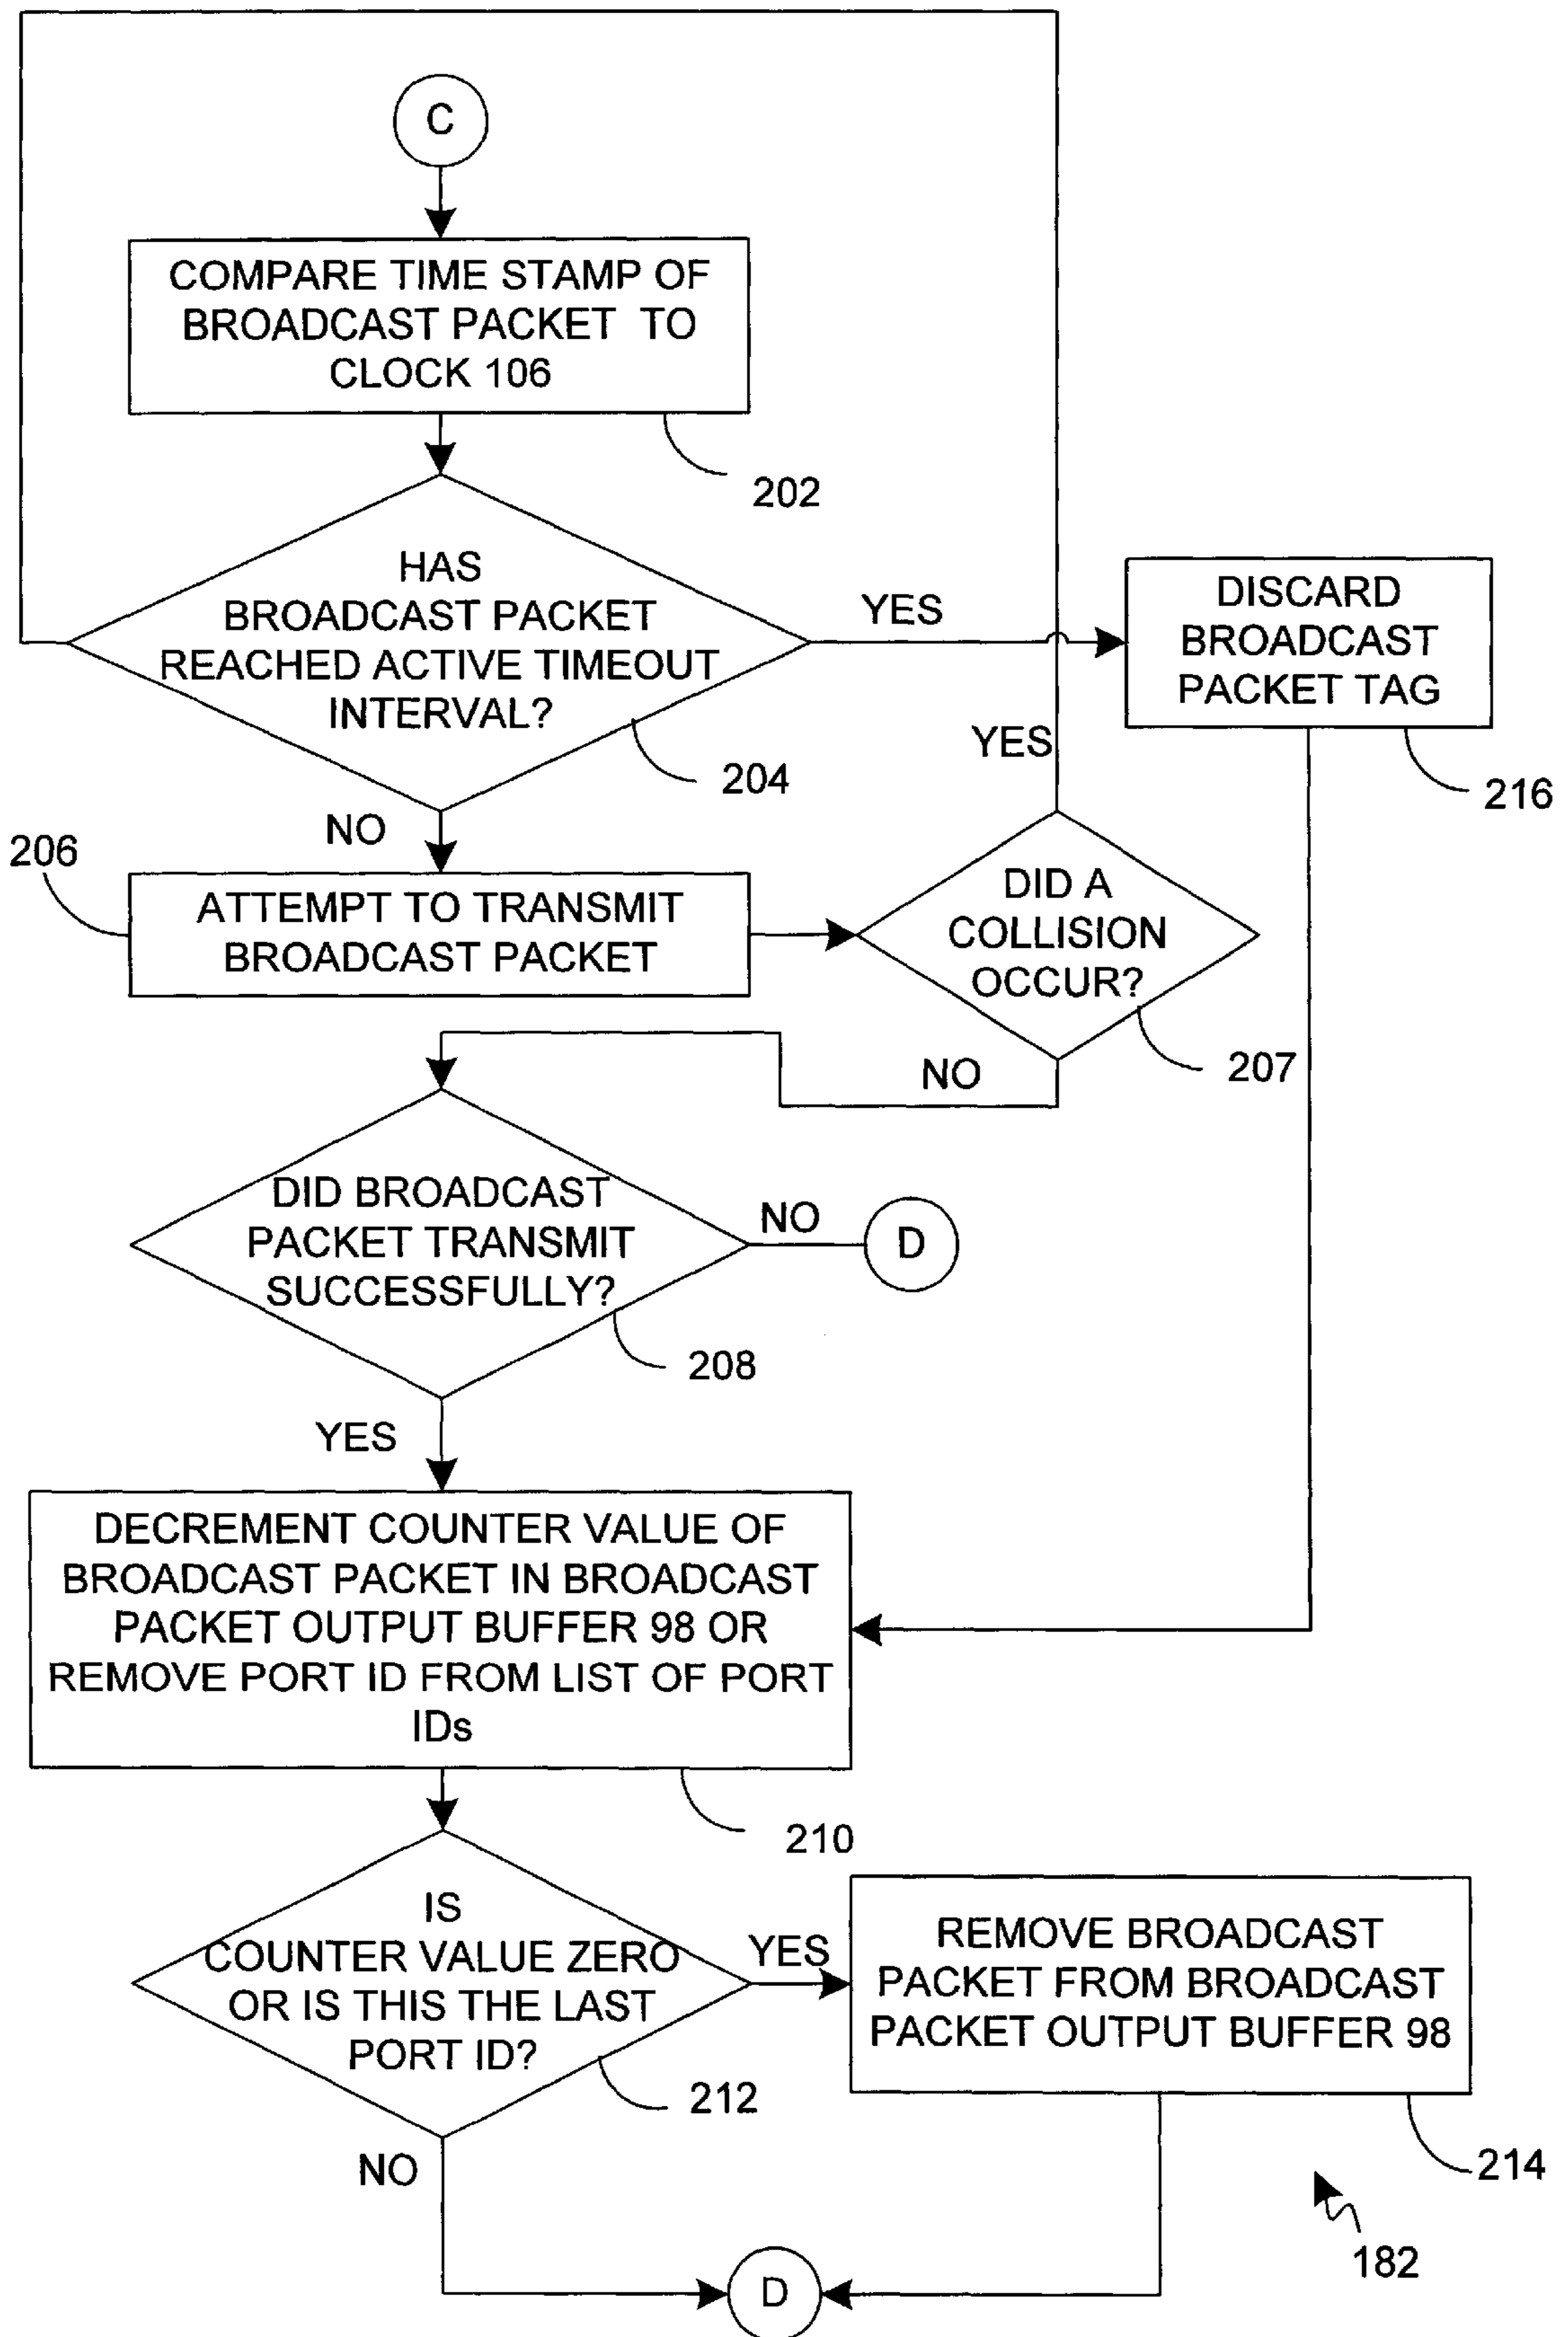 C
COMPARE TIME STAMP OF
BROADCAST PACKET TO
CLOCK 106
202
HAS
BROADCAST PACKET
REACHED ACTIVE TIMEOUT
INTERVAL?
204
YES
DISCARD
BROADCAST
PACKET TAG
216
NO
206
ATTEMPT TO TRANSMIT
BROADCAST PACKET
YES
DID A
COLLISION
OCCUR?
207
NO
DID BROADCAST
PACKET TRANSMIT
SUCCESSFULLY?
208
NO
D
YES
DECREMENT COUNTER VALUE OF
BROADCAST PACKET IN BROADCAST
PACKET OUTPUT BUFFER 98 OR
REMOVE PORT ID FROM LIST OF PORT
IDs
210
IS
COUNTER VALUE ZERO
OR IS THIS THE LAST
PORT ID?
212
YES
REMOVE BROADCAST
PACKET FROM BROADCAST
PACKET OUTPUT BUFFER 98
214
NO
D
182